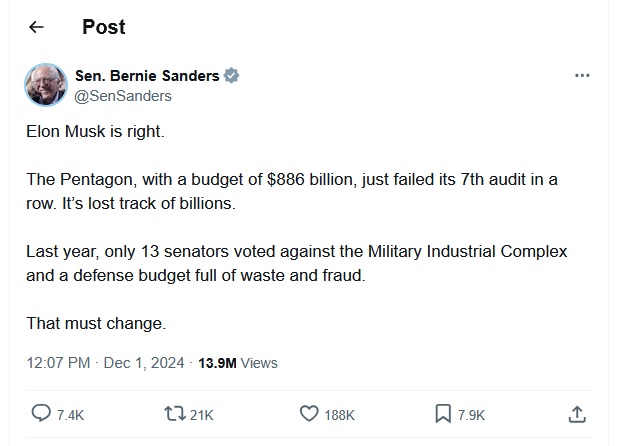 Post
Sen. Bernie Sanders
@SenSanders
Elon Musk is right.
The Pentagon, with a budget of $886 billion, just failed its 7th audit in a
row. It’s lost track of billions.
Last year, only 13 senators voted against the Military Industrial Complex
and a defense budget full of waste and fraud.
That must change.
12:07 PM · Dec 1, 2024 · 13.9M Views
7.4K 21K 188K 7.9K